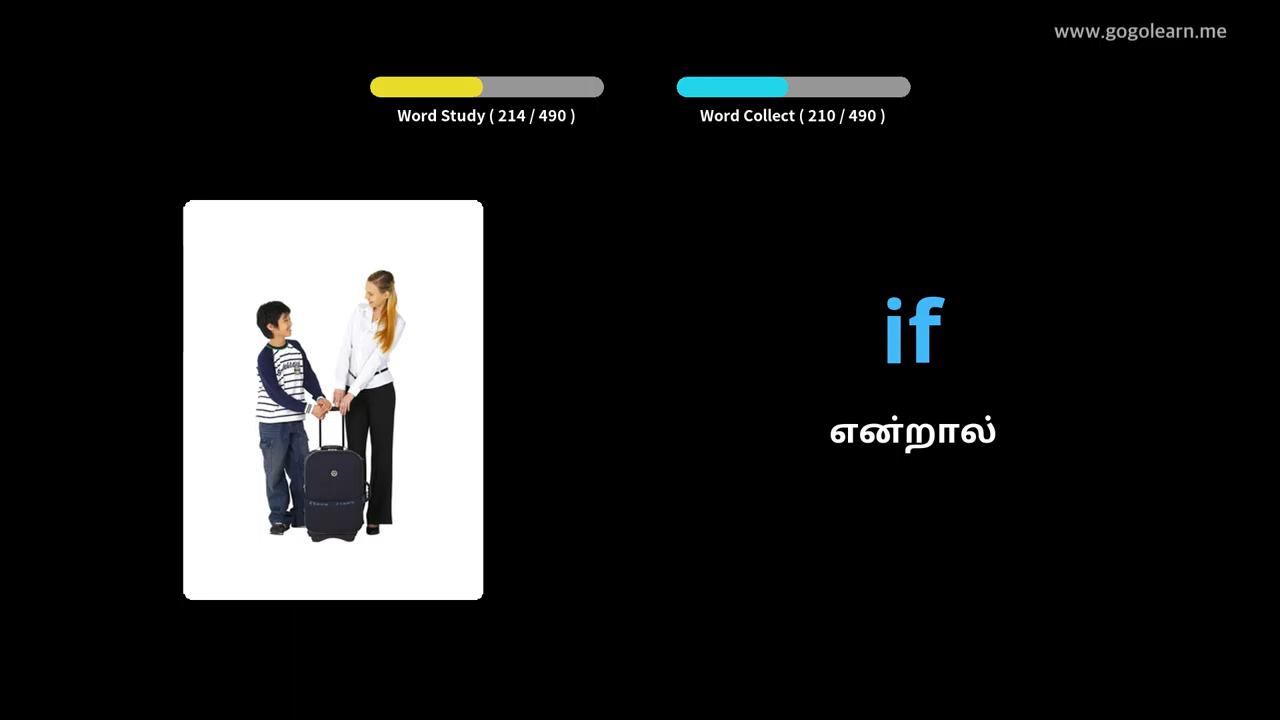 www.gogolearn.me
Word Study ( 214 / 490 )
Word Collect ( 210 / 490 )
if
என்றால்